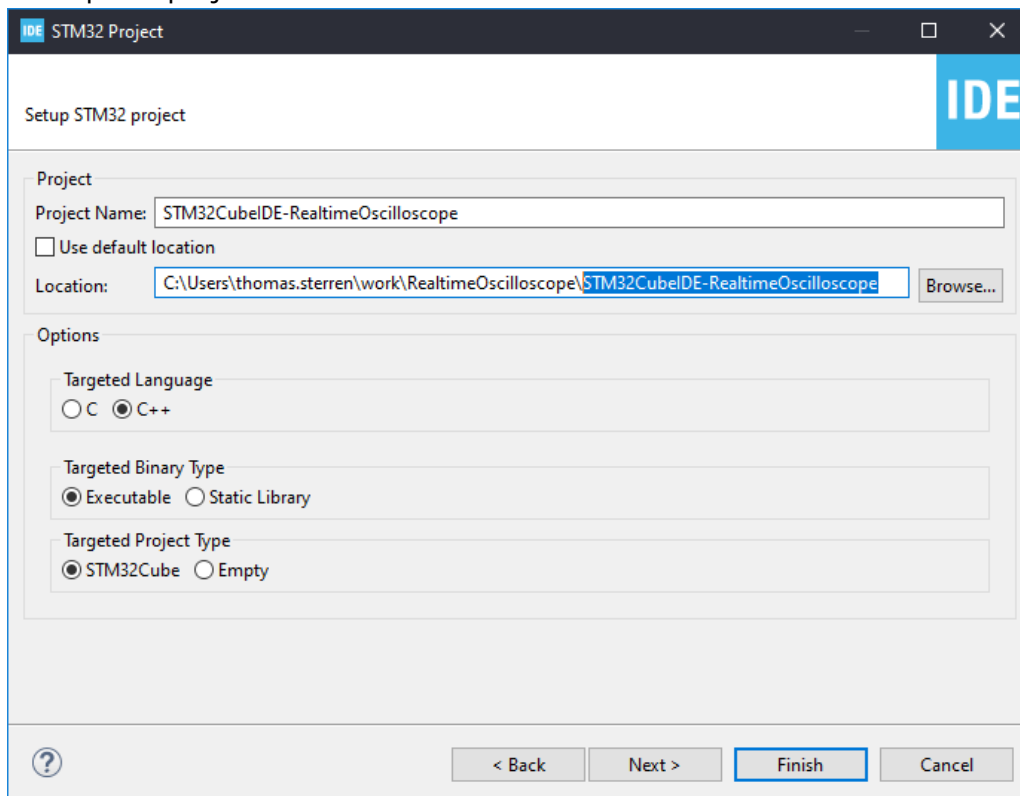 IDE STM32 Project
IDE
Setup STM32 project
Project
Project Name: STM32CubeIDE-RealtimeOscilloscope
Use default location
Location: C:\Users\thomas.sterren\work\RealtimeOscilloscope\STM32CubeIDE-RealtimeOscilloscope Browse...
Options
Targeted Language
C C++
Targeted Binary Type
Executable Static Library
Targeted Project Type
STM32Cube Empty
? < Back Next > Finish Cancel